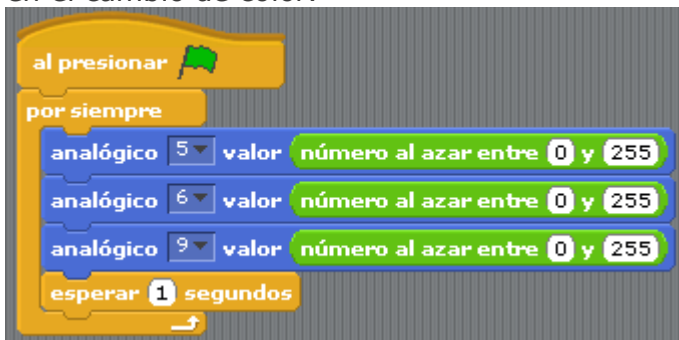 en el cambio de color.
al presionar
por siempre
analógico 5 valor número al azar entre 0 y 255
analógico 6 valor número al azar entre 0 y 255
analógico 9 valor número al azar entre 0 y 255
esperar 1 segundos